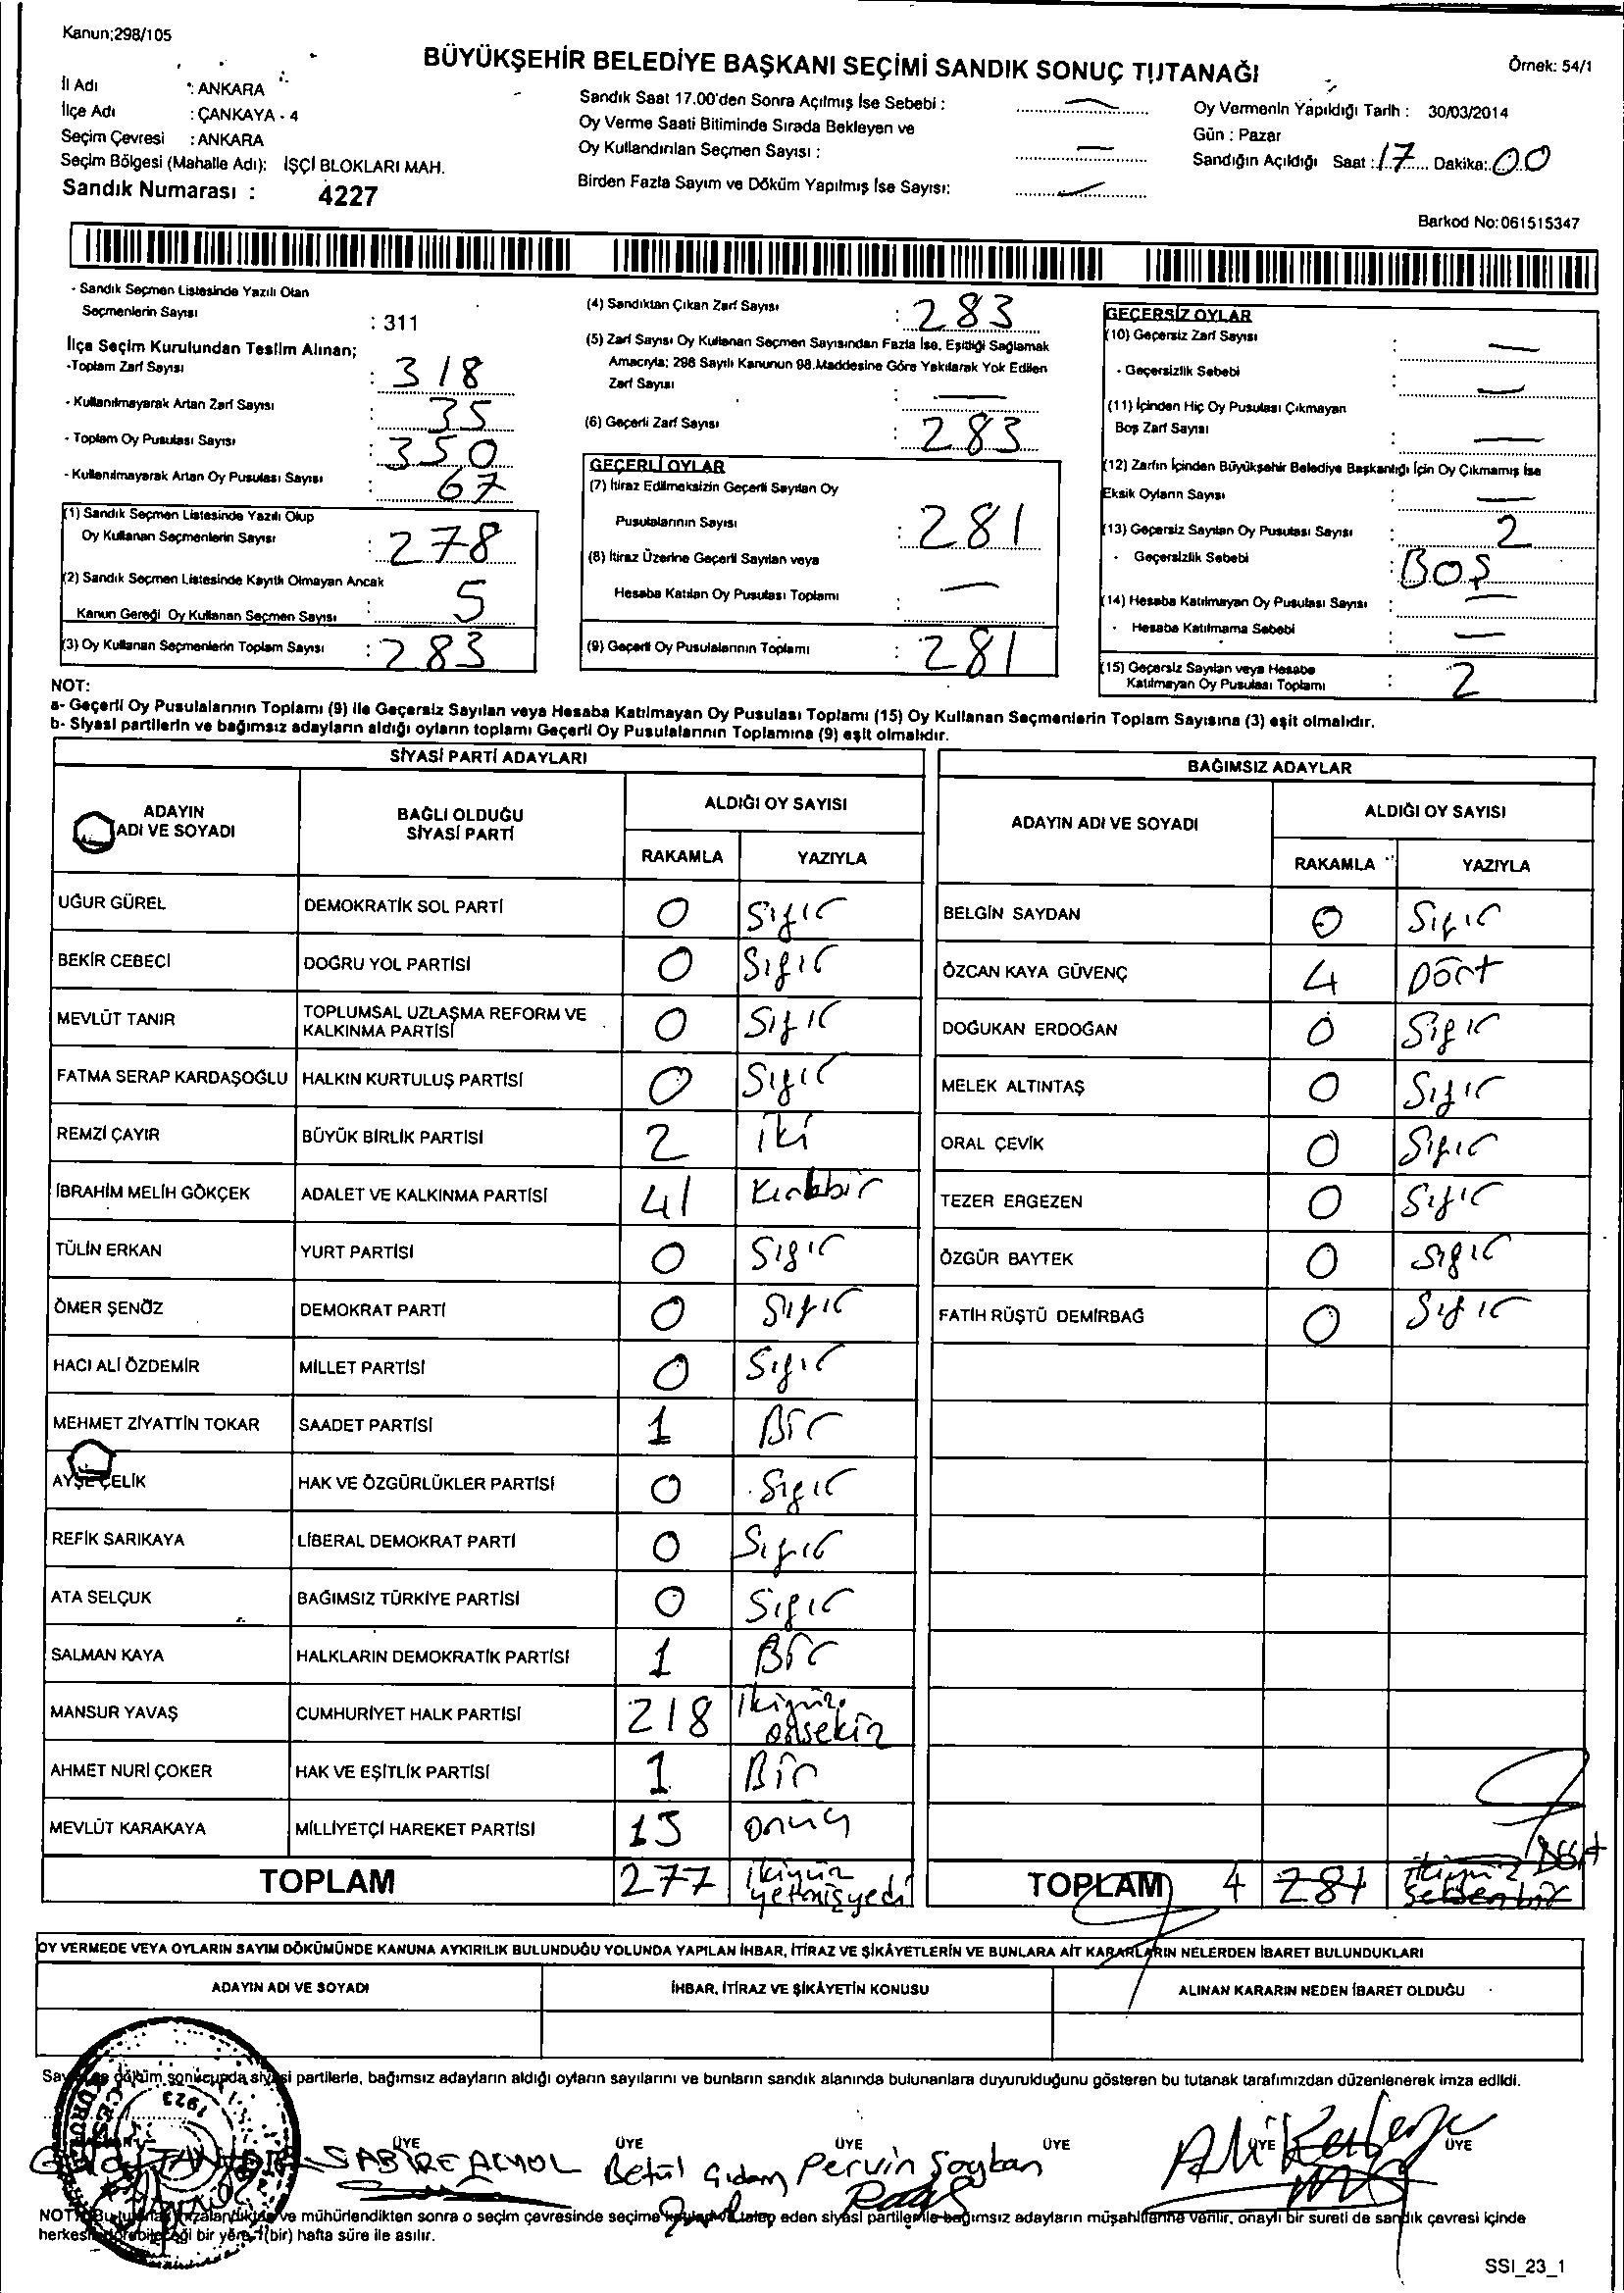 Kanun;298/105
BÜYÜKŞEHİR BELEDİYE BAŞKANI SEÇİMİ SANDIK SONUÇ TUTANAĞI
Örnek: 54/1
İl Adı : ANKARA
İlçe Adı : ÇANKAYA - 4
Seçim Çevresi : ANKARA
Seçim Bölgesi (Mahalle Adı): İŞÇİ BLOKLARI MAH.
Sandık Numarası : 4227
Sandık Saat 17.00'den Sonra Açılmış İse Sebebi : —
Oy Verme Saati Bitiminde Sırada Bekleyen ve
Oy Kullandırılan Seçmen Sayısı : —
Birden Fazla Sayım ve Döküm Yapılmış İse Sayısı: —
Oy Vermenin Yapıldığı Tarih : 30/03/2014
Gün : Pazar
Sandığın Açıldığı Saat : 17 Dakika: 00
Barkod No:061515347
- Sandık Seçmen Listesinde Yazılı Olan
Seçmenlerin Sayısı : 311
İlçe Seçim Kurulundan Teslim Alınan;
-Toplam Zarf Sayısı : 318
- Kullanılmayarak Artan Zarf Sayısı : 35
- Toplam Oy Pusulası Sayısı : 350
- Kullanılmayarak Artan Oy Pusulası Sayısı : 67
(1) Sandık Seçmen Listesinde Yazılı Olup
Oy Kullanan Seçmenlerin Sayısı : 278
(2) Sandık Seçmen Listesinde Kayıtlı Olmayan Ancak
Kanun Gereği Oy Kullanan Seçmen Sayısı : 5
(3) Oy Kullanan Seçmenlerin Toplam Sayısı : 283
(4) Sandıktan Çıkan Zarf Sayısı : 283
(5) Zarf Sayısı Oy Kullanan Seçmen Sayısından Fazla İse, Eşitliği Sağlamak
Amacıyla; 298 Sayılı Kanunun 98.Maddesine Göre Yakılarak Yok Edilen
Zarf Sayısı : —
(6) Geçerli Zarf Sayısı : 283
GEÇERLİ OYLAR
(7) İtiraz Edilmeksizin Geçerli Sayılan Oy
Pusulalarının Sayısı : 281
(8) İtiraz Üzerine Geçerli Sayılan veya
Hesaba Katılan Oy Pusulası Toplamı : —
(9) Geçerli Oy Pusulalarının Toplamı : 281
GEÇERSİZ OYLAR
(10) Geçersiz Zarf Sayısı : —
- Geçersizlik Sebebi : —
(11) İçinden Hiç Oy Pusulası Çıkmayan
Boş Zarf Sayısı : —
(12) Zarfın İçinden Büyükşehir Belediye Başkanlığı İçin Oy Çıkmamış İse
Eksik Oyların Sayısı : —
(13) Geçersiz Sayılan Oy Pusulası Sayısı : 2
- Geçersizlik Sebebi : BOŞ
(14) Hesaba Katılmayan Oy Pusulası Sayısı : —
- Hesaba Katılmama Sebebi : —
(15) Geçersiz Sayılan veya Hesaba
Katılmayan Oy Pusulası Toplamı : 2
NOT:
a- Geçerli Oy Pusulalarının Toplamı (9) ile Geçersiz Sayılan veya Hesaba Katılmayan Oy Pusulası Toplamı (15) Oy Kullanan Seçmenlerin Toplam Sayısına (3) eşit olmalıdır.
b- Siyasi partilerin ve bağımsız adayların aldığı oyların toplamı Geçerli Oy Pusulalarının Toplamına (9) eşit olmalıdır.
SİYASİ PARTİ ADAYLARI
ADAYIN ADI VE SOYADI
BAĞLI OLDUĞU SİYASİ PARTİ
ALDIĞI OY SAYISI
RAKAMLA YAZIYLA
UĞUR GÜREL DEMOKRATİK SOL PARTİ 0 Sıfır
BEKİR CEBECİ DOĞRU YOL PARTİSİ 0 Sıfır
MEVLÜT TANIR TOPLUMSAL UZLAŞMA REFORM VE KALKINMA PARTİSİ 0 Sıfır
FATMA SERAP KARDAŞOĞLU HALKIN KURTULUŞ PARTİSİ 0 Sıfır
REMZİ ÇAYIR BÜYÜK BİRLİK PARTİSİ 2 iki
İBRAHİM MELİH GÖKÇEK ADALET VE KALKINMA PARTİSİ 41 Kırkbir
TÜLİN ERKAN YURT PARTİSİ 0 Sıfır
ÖMER ŞENÖZ DEMOKRAT PARTİ 0 Sıfır
HACI ALİ ÖZDEMİR MİLLET PARTİSİ 0 Sıfır
MEHMET ZİYATTİN TOKAR SAADET PARTİSİ 1 Bir
AYŞE ÇELİK HAK VE ÖZGÜRLÜKLER PARTİSİ 0 Sıfır
REFİK SARIKAYA LİBERAL DEMOKRAT PARTİ 0 Sıfır
ATA SELÇUK BAĞIMSIZ TÜRKİYE PARTİSİ 0 Sıfır
SALMAN KAYA HALKLARIN DEMOKRATİK PARTİSİ 1 Bir
MANSUR YAVAŞ CUMHURİYET HALK PARTİSİ 218 İkiyüz onsekiz
AHMET NURİ ÇOKER HAK VE EŞİTLİK PARTİSİ 1 Bir
MEVLÜT KARAKAYA MİLLİYETÇİ HAREKET PARTİSİ 13 onüç
TOPLAM 277 ikiyüz yetmişyedi
BAĞIMSIZ ADAYLAR
ADAYIN ADI VE SOYADI
ALDIĞI OY SAYISI
RAKAMLA YAZIYLA
BELGİN SAYDAN 0 Sıfır
ÖZCAN KAYA GÜVENÇ 4 Dört
DOĞUKAN ERDOĞAN 0 Sıfır
MELEK ALTINTAŞ 0 Sıfır
ORAL ÇEVİK 0 Sıfır
TEZER ERGEZEN 0 Sıfır
ÖZGÜR BAYTEK 0 Sıfır
FATİH RÜŞTÜ DEMİRBAĞ 0 Sıfır
TOPLAM 4 281 ikiyüz seksenbir Dört
OY VERMEDE VEYA OYLARIN SAYIM DÖKÜMÜNDE KANUNA AYKIRILIK BULUNDUĞU YOLUNDA YAPILAN İHBAR, İTİRAZ VE ŞİKÂYETLERİN VE BUNLARA AİT KARARLARIN NELERDEN İBARET BULUNDUKLARI
ADAYIN ADI VE SOYADI
İHBAR, İTİRAZ VE ŞİKÂYETİN KONUSU
ALINAN KARARIN NEDEN İBARET OLDUĞU
döküm sonucunda siyasi partilerle, bağımsız adayların aldığı oyların sayılarını ve bunların sandık alanında bulunanlara duyurulduğunu gösteren bu tutanak tarafımızdan düzenlenerek imza edildi.
1923
ÜYE ÜYE ÜYE ÜYE ÜYE ÜYE
SABİRE AKYOL Betül Pervin Soyban
NOT: Bu tutanak imzalandıktan ve mühürlendikten sonra o seçim çevresinde seçime talep eden siyasi partilerle bağımsız adayların müşahitlerine verilir, onaylı bir sureti de sandık çevresi içinde
bir yere 1(bir) hafta süre ile asılır.
SSI_23_1